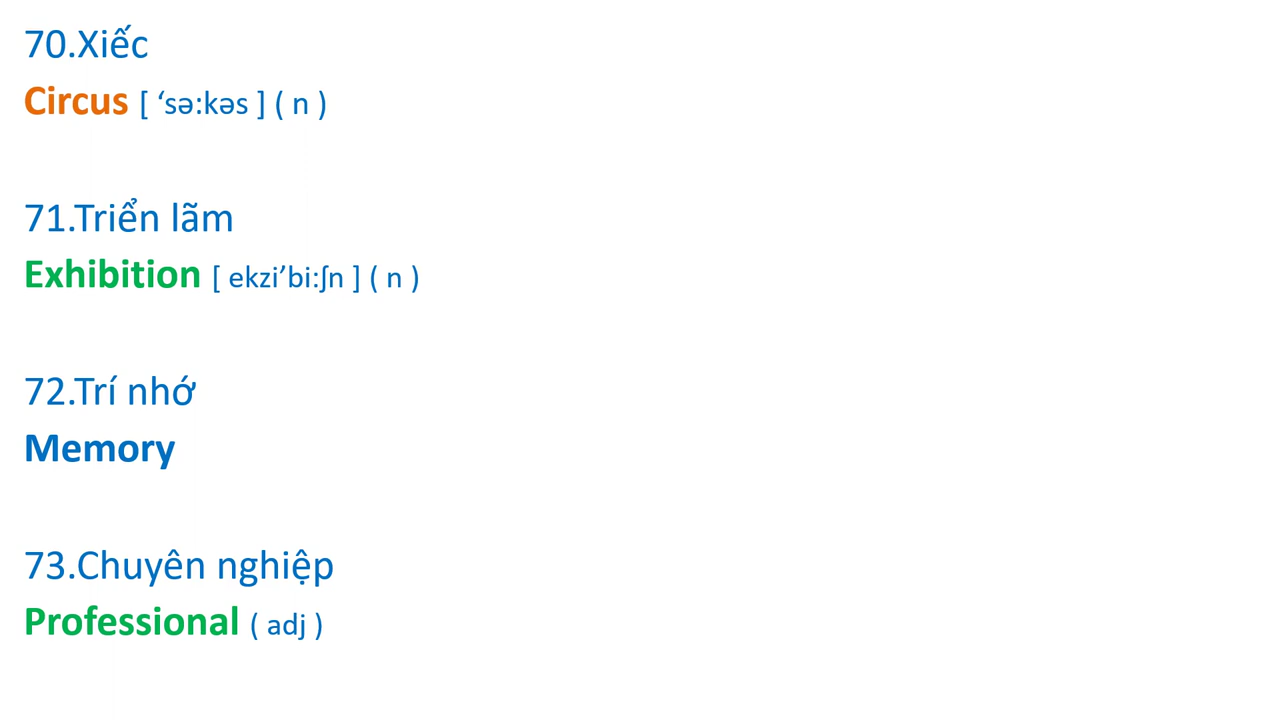 70.Xiếc
Circus [ ‘sə:kəs ] ( n )
71.Triển lãm
Exhibition [ ekzi’bi:ʃn ] ( n )
72.Trí nhớ
Memory
73.Chuyên nghiệp
Professional ( adj )